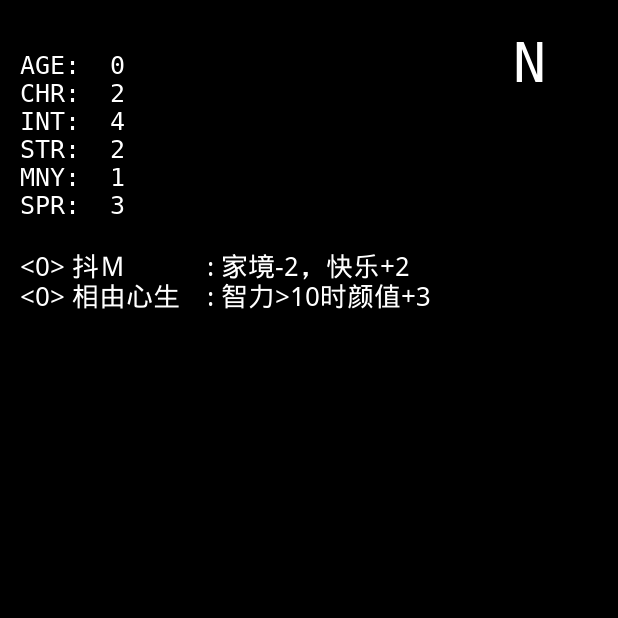 N
AGE: 0
CHR: 2
INT: 4
STR: 2
MNY: 1
SPR: 3
<0> 抖M : 家境-2，快乐+2
<0> 相由心生 : 智力>10时颜值+3